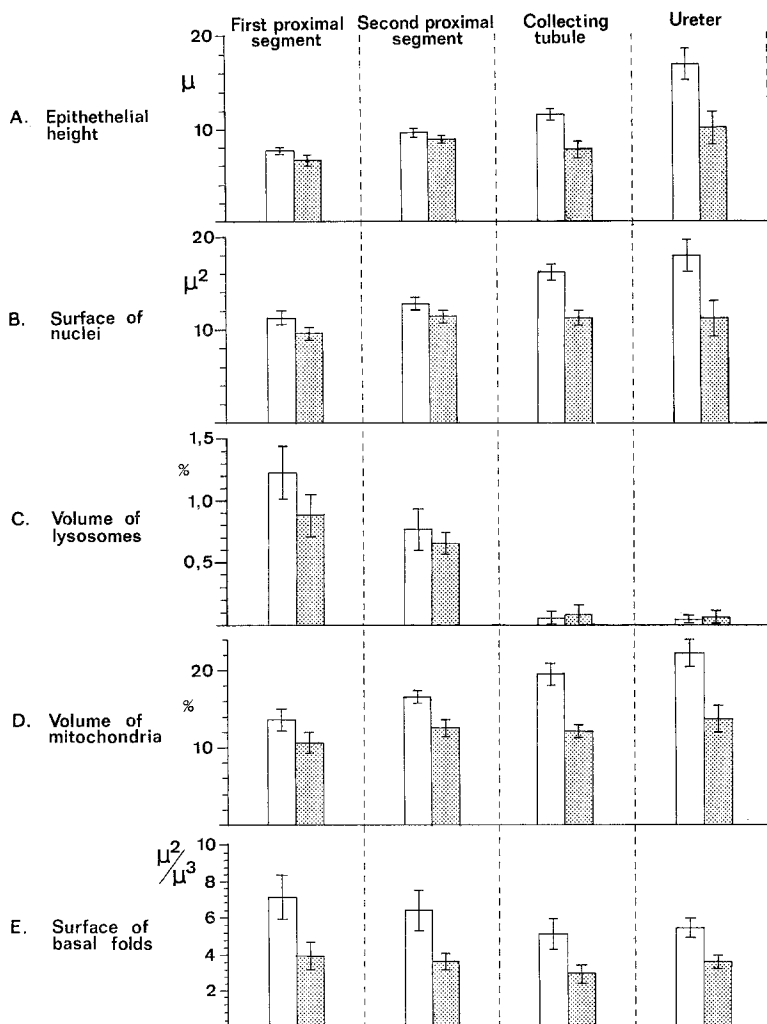 First proximal
segment
Second proximal
segment
Collecting
tubule
Ureter
A. Epithethelial
height
μ
20
10
B. Surface of
nuclei
μ²
20
10
C. Volume of
lysosomes
%
1,5
1,0
0,5
D. Volume of
mitochondria
%
20
10
E. Surface of
basal folds
μ²/μ³
10
8
6
4
2